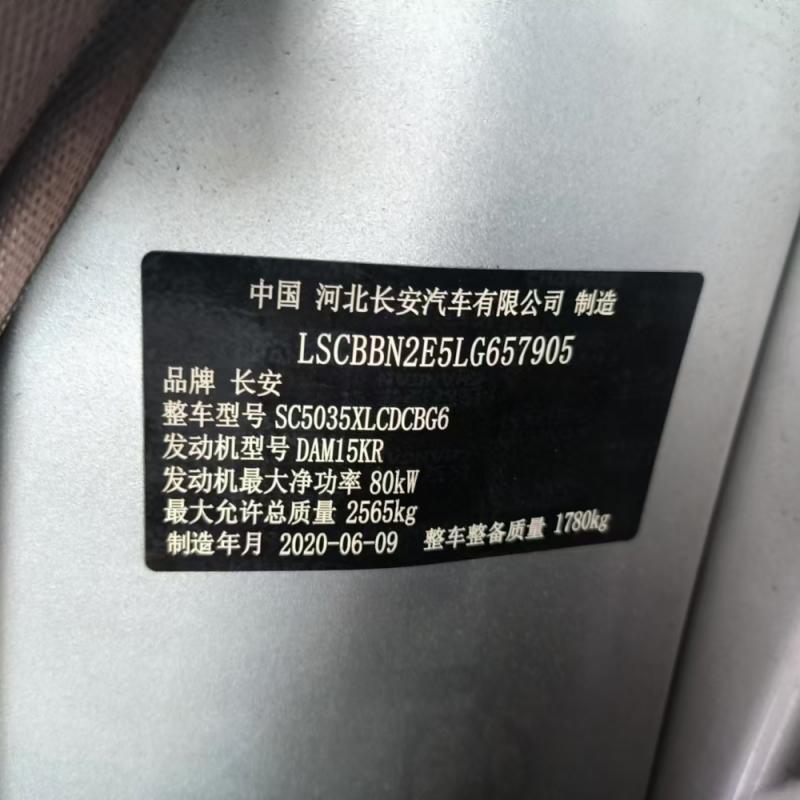 中国 河北长安汽车有限公司 制造
LSCBBN2E5LG657905
品牌 长安
整车型号 SC5035XLCDCBG6
发动机型号 DAM15KR
发动机最大净功率 80kW
最大允许总质量 2565kg
制造年月 2020-06-09 整车整备质量 1780kg